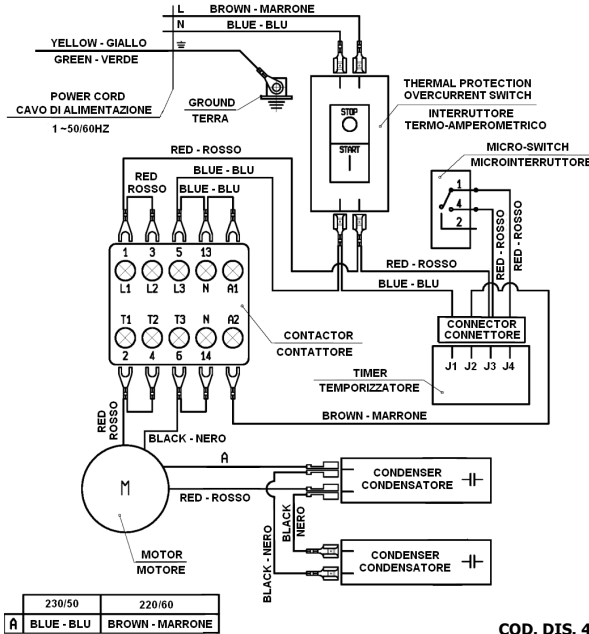 L BROWN - MARRONE
N BLUE - BLU
YELLOW - GIALLO
GREEN - VERDE
POWER CORD
CAVO DI ALIMENTAZIONE
1 ~50/60HZ
GROUND
TERRA
STOP
START
THERMAL PROTECTION
OVERCURRENT SWITCH
INTERRUTTORE
TERMO-AMPEROMETRICO
MICRO-SWITCH
MICROINTERRUTTORE
1
4
2
RED - ROSSO
RED - ROSSO
RED - ROSSO
BLUE - BLU
RED
ROSSO
BLUE - BLU
1 3 5 13
L1 L2 L3 N A1
T1 T2 T3 N A2
2 4 6 14
RED - ROSSO
BLUE - BLU
CONTACTOR
CONTATTORE
CONNECTOR
CONNETTORE
J1 J2 J3 J4
TIMER
TEMPORIZZATORE
BROWN - MARRONE
RED
ROSSO
BLACK - NERO
M
A
RED - ROSSO
MOTOR
MOTORE
BLACK - NERO
BLACK
NERO
CONDENSER
CONDENSATORE
CONDENSER
CONDENSATORE
230/50 220/60
A BLUE - BLU BROWN - MARRONE
COD. DIS. 4